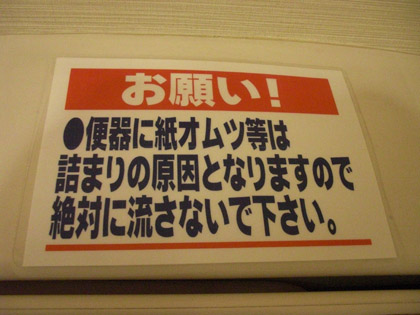 お願い!
●便器に紙オムツ等は
詰まりの原因となりますので
絶対に流さないで下さい。